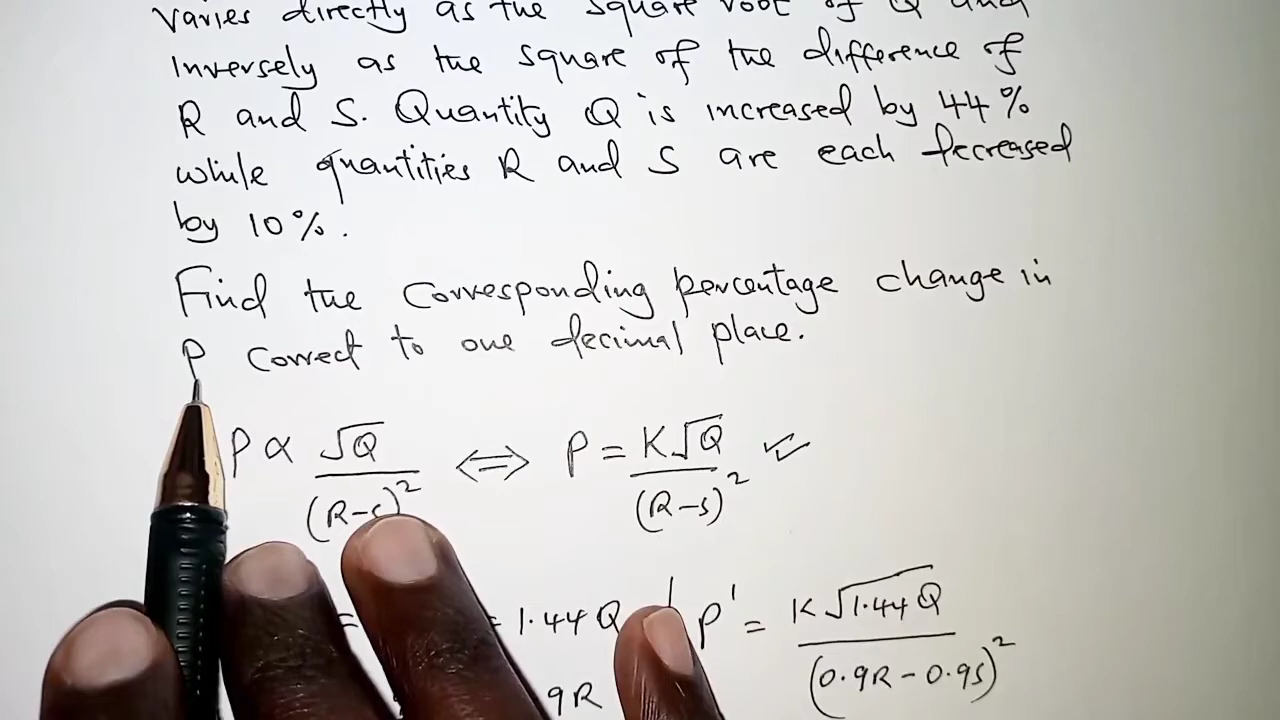 varies directly as the square root of Q and
inversely as the square of the difference of
R and S. Quantity Q is increased by 44%
while quantities R and S are each decreased
by 10%.
Find the corresponding percentage change in
P correct to one decimal place.
P ∝ √Q / (R-S)² ⟺ P = K√Q / (R-S)² ✓
= 1.44Q P' = K√1.44Q / (0.9R - 0.9S)²
9R